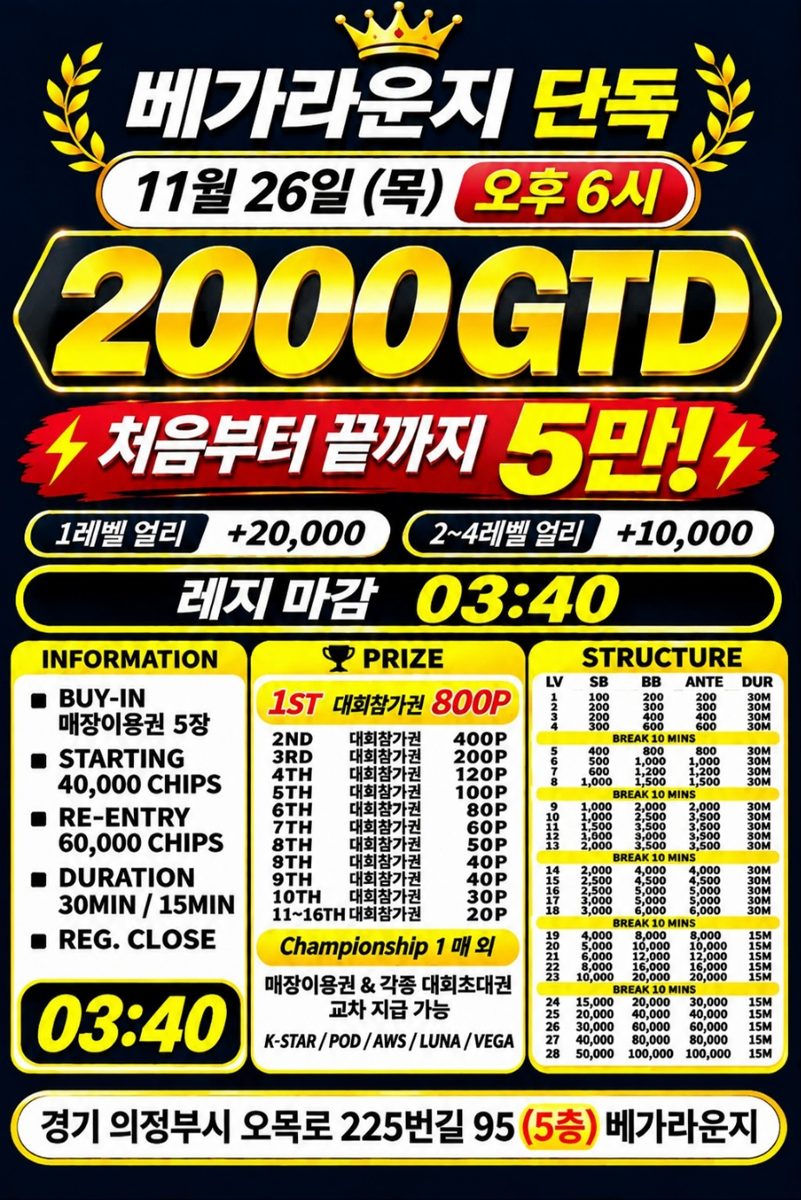 베가라운지 단독
11월 26일 (목) 오후 6시
2000GTD
처음부터 끝까지 5만!
1레벨 얼리 +20,000
2~4레벨 얼리 +10,000
레지 마감 03:40
INFORMATION
BUY-IN
매장이용권 5장
STARTING
40,000 CHIPS
RE-ENTRY
60,000 CHIPS
DURATION
30MIN / 15MIN
REG. CLOSE
03:40
PRIZE
1ST 대회참가권 800P
2ND 대회참가권 400P
3RD 대회참가권 200P
4TH 대회참가권 120P
5TH 대회참가권 100P
6TH 대회참가권 80P
7TH 대회참가권 60P
8TH 대회참가권 50P
8TH 대회참가권 40P
9TH 대회참가권 40P
10TH 대회참가권 30P
11~16TH 대회참가권 20P
Championship 1 매 외
매장이용권 & 각종 대회초대권
교차 지급 가능
K-STAR / POD / AWS / LUNA / VEGA
STRUCTURE
LV SB BB ANTE DUR
1 100 200 200 30M
2 200 300 300 30M
3 200 400 400 30M
4 300 600 600 30M
BREAK 10 MINS
5 400 800 800 30M
6 500 1,000 1,000 30M
7 600 1,200 1,200 30M
8 1,000 1,500 1,500 30M
BREAK 10 MINS
9 1,000 2,000 2,000 30M
10 1,000 2,500 3,500 30M
11 1,500 3,500 3,500 30M
12 3,000 3,500 30M
13 2,000 3,000 3,500 30M
BREAK 10 MINS
14 2,000 4,000 4,000 30M
15 2,500 4,500 4,500 30M
16 2,500 5,000 5,000 30M
17 3,000 5,000 5,000 30M
18 3,000 6,000 6,000 30M
BREAK 10 MINS
19 4,000 8,000 8,000 15M
20 5,000 10,000 10,000 15M
21 6,000 12,000 12,000 15M
22 8,000 16,000 16,000 15M
23 10,000 20,000 20,000 15M
BREAK 10 MINS
24 15,000 20,000 30,000 15M
25 20,000 40,000 40,000 15M
26 30,000 60,000 60,000 15M
27 40,000 80,000 80,000 15M
28 50,000 100,000 100,000 15M
경기 의정부시 오목로 225번길 95 (5층) 베가라운지